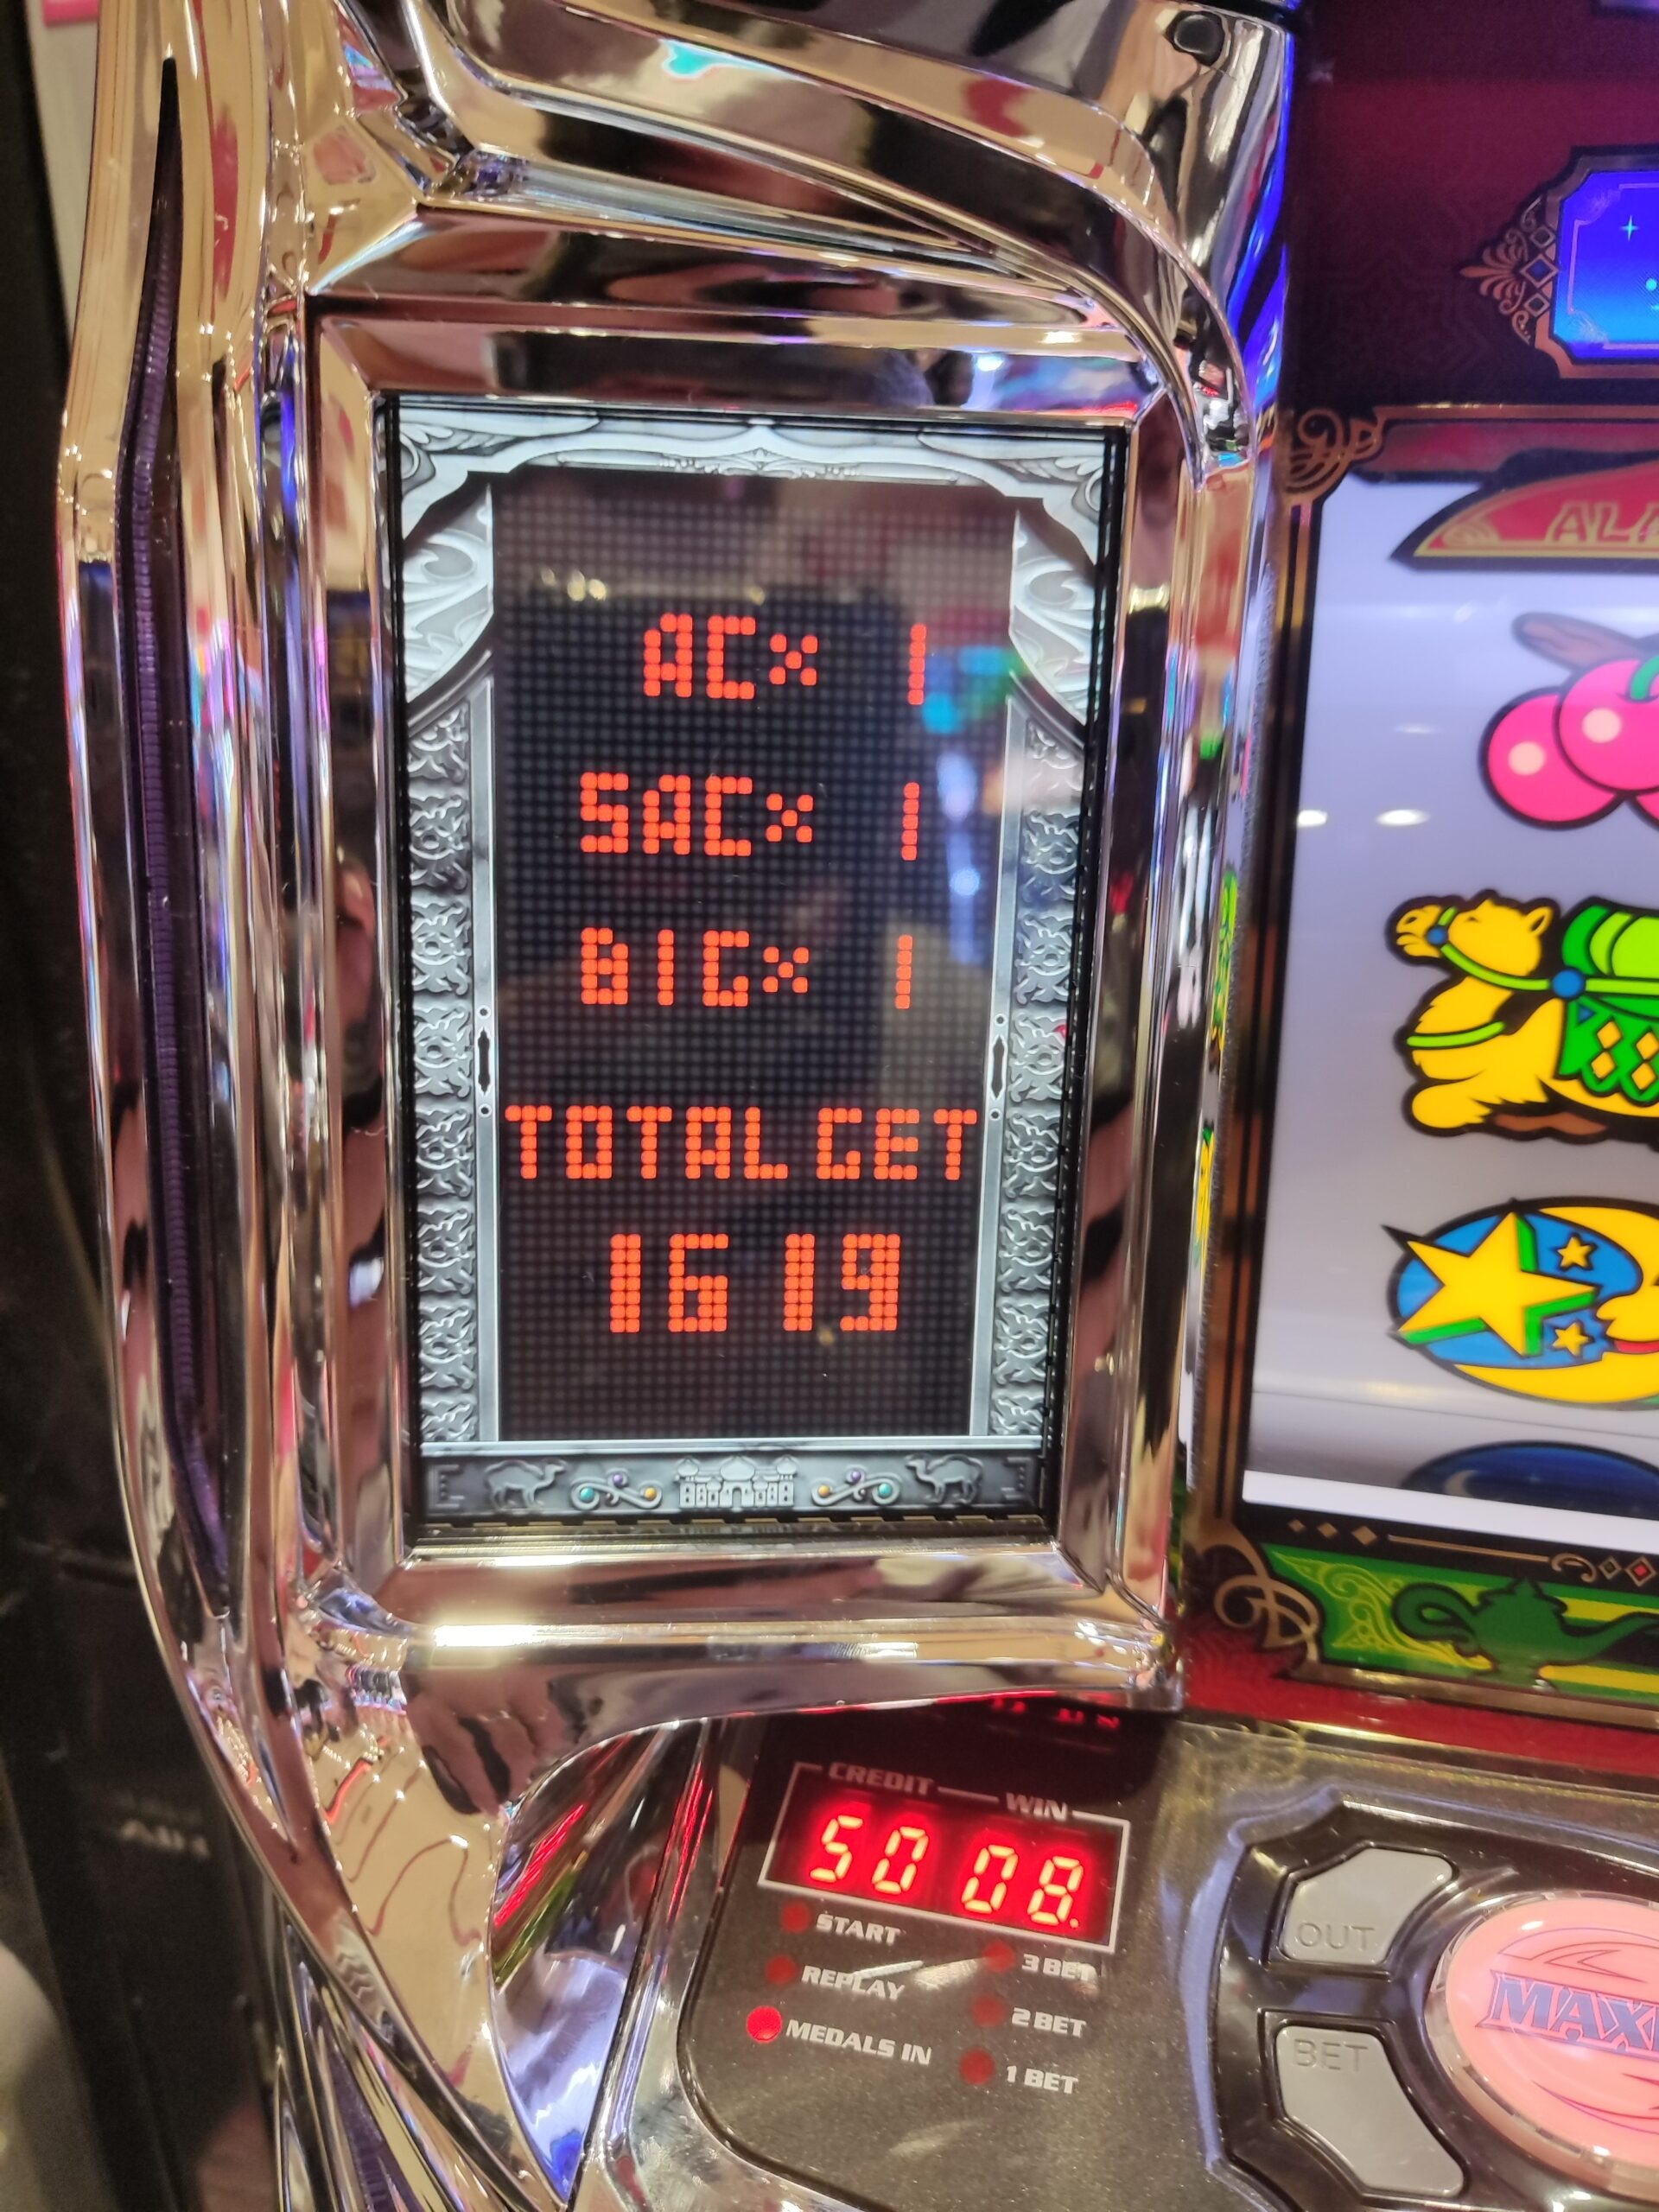 AC× 1
SAC× 1
BIG× 1
TOTAL GET
1619
CREDIT WIN
50 08
START
REPLAY
MEDALS IN
3 BET
2 BET
1 BET
OUT
BET